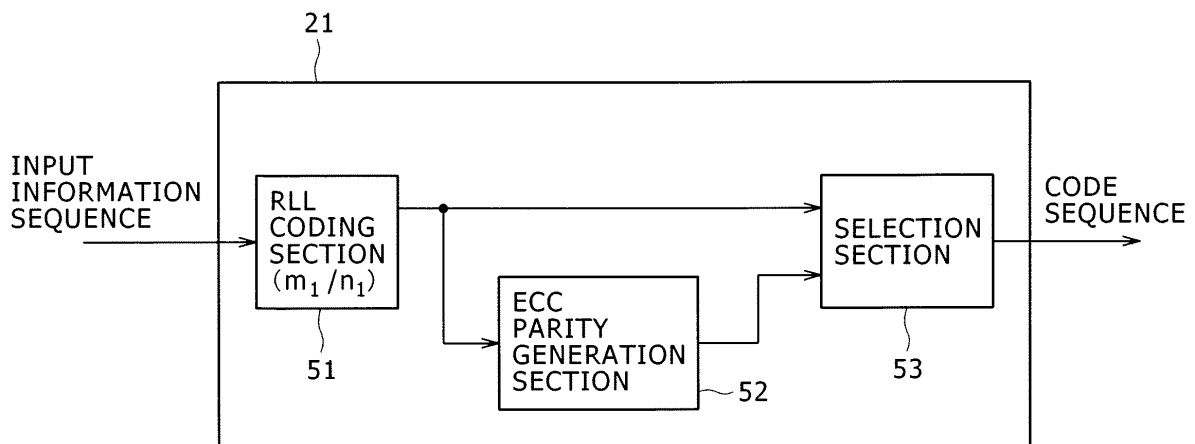 21
INPUT
INFORMATION
SEQUENCE
RLL
CODING
SECTION
(m₁/n₁)
51
ECC
PARITY
GENERATION
SECTION
52
SELECTION
SECTION
53
CODE
SEQUENCE